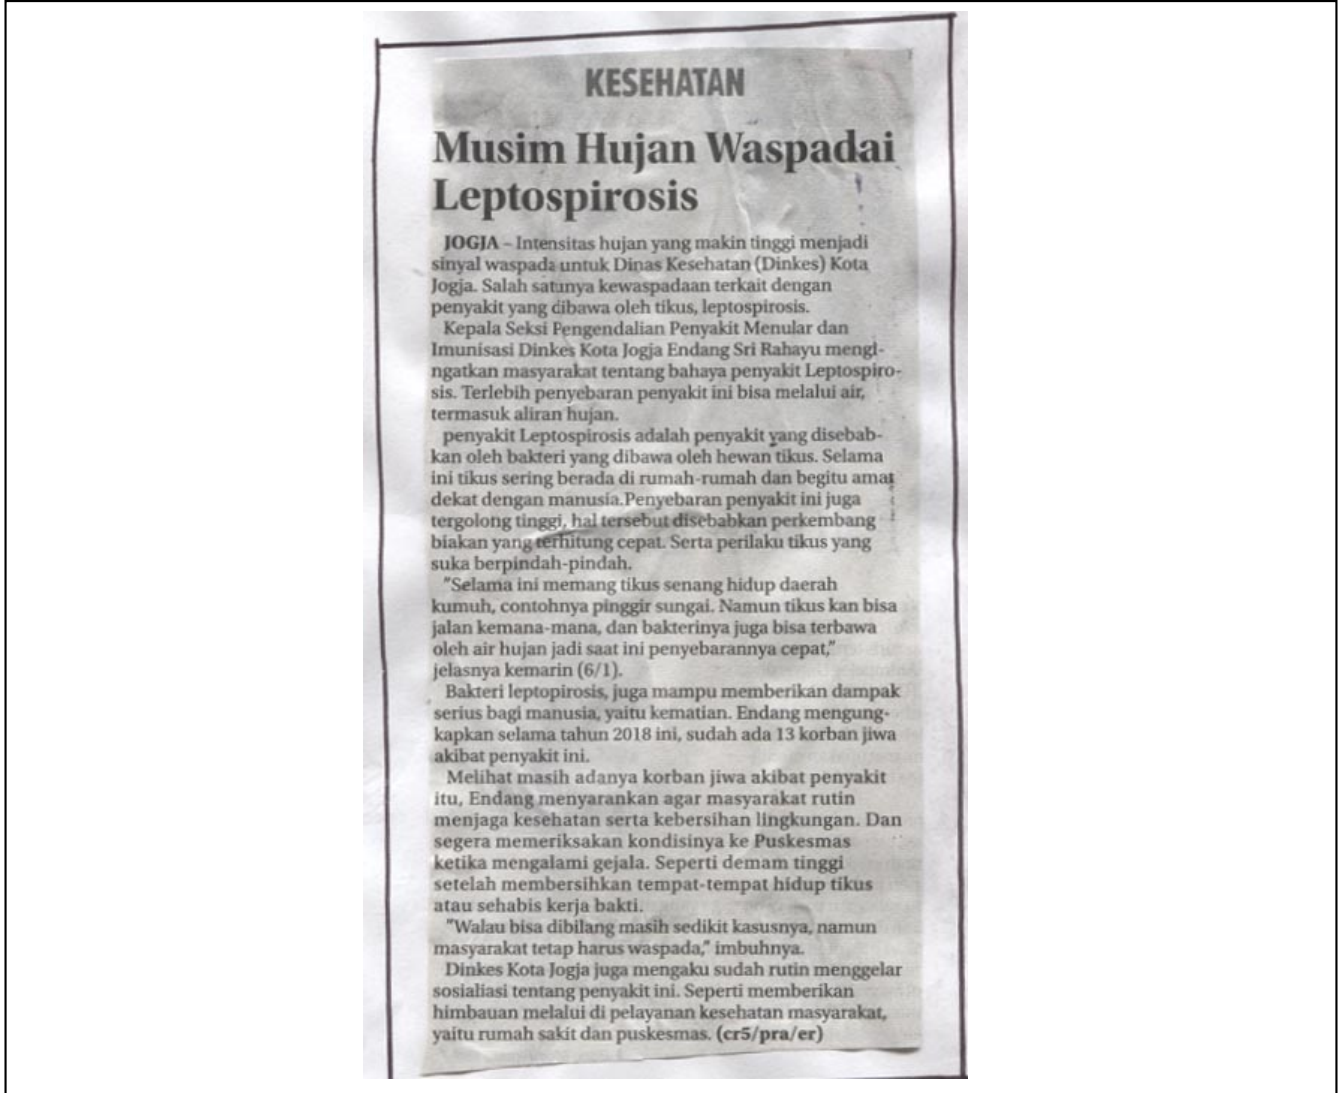 KESEHATAN
Musim Hujan Waspadai
Leptospirosis
JOGJA – Intensitas hujan yang makin tinggi menjadi
sinyal waspada untuk Dinas Kesehatan (Dinkes) Kota
Jogja. Salah satunya kewaspadaan terkait dengan
penyakit yang dibawa oleh tikus, leptospirosis.
Kepala Seksi Pengendalian Penyakit Menular dan
Imunisasi Dinkes Kota Jogja Endang Sri Rahayu mengi-
ngatkan masyarakat tentang bahaya penyakit Leptospiro-
sis. Terlebih penyebaran penyakit ini bisa melalui air,
termasuk aliran hujan.
penyakit Leptospirosis adalah penyakit yang disebab-
kan oleh bakteri yang dibawa oleh hewan tikus. Selama
ini tikus sering berada di rumah-rumah dan begitu amat
dekat dengan manusia.Penyebaran penyakit ini juga
tergolong tinggi, hal tersebut disebabkan perkembang
biakan yang terhitung cepat. Serta perilaku tikus yang
suka berpindah-pindah.
"Selama ini memang tikus senang hidup daerah
kumuh, contohnya pinggir sungai. Namun tikus kan bisa
jalan kemana-mana, dan bakterinya juga bisa terbawa
oleh air hujan jadi saat ini penyebarannya cepat,"
jelasnya kemarin (6/1).
Bakteri leptopirosis, juga mampu memberikan dampak
serius bagi manusia, yaitu kematian. Endang mengung-
kapkan selama tahun 2018 ini, sudah ada 13 korban jiwa
akibat penyakit ini.
Melihat masih adanya korban jiwa akibat penyakit
itu, Endang menyarankan agar masyarakat rutin
menjaga kesehatan serta kebersihan lingkungan. Dan
segera memeriksakan kondisinya ke Puskesmas
ketika mengalami gejala. Seperti demam tinggi
setelah membersihkan tempat-tempat hidup tikus
atau sehabis kerja bakti.
"Walau bisa dibilang masih sedikit kasusnya, namun
masyarakat tetap harus waspada," imbuhnya.
Dinkes Kota Jogja juga mengaku sudah rutin menggelar
sosialiasi tentang penyakit ini. Seperti memberikan
himbauan melalui di pelayanan kesehatan masyarakat,
yaitu rumah sakit dan puskesmas. (cr5/pra/er)